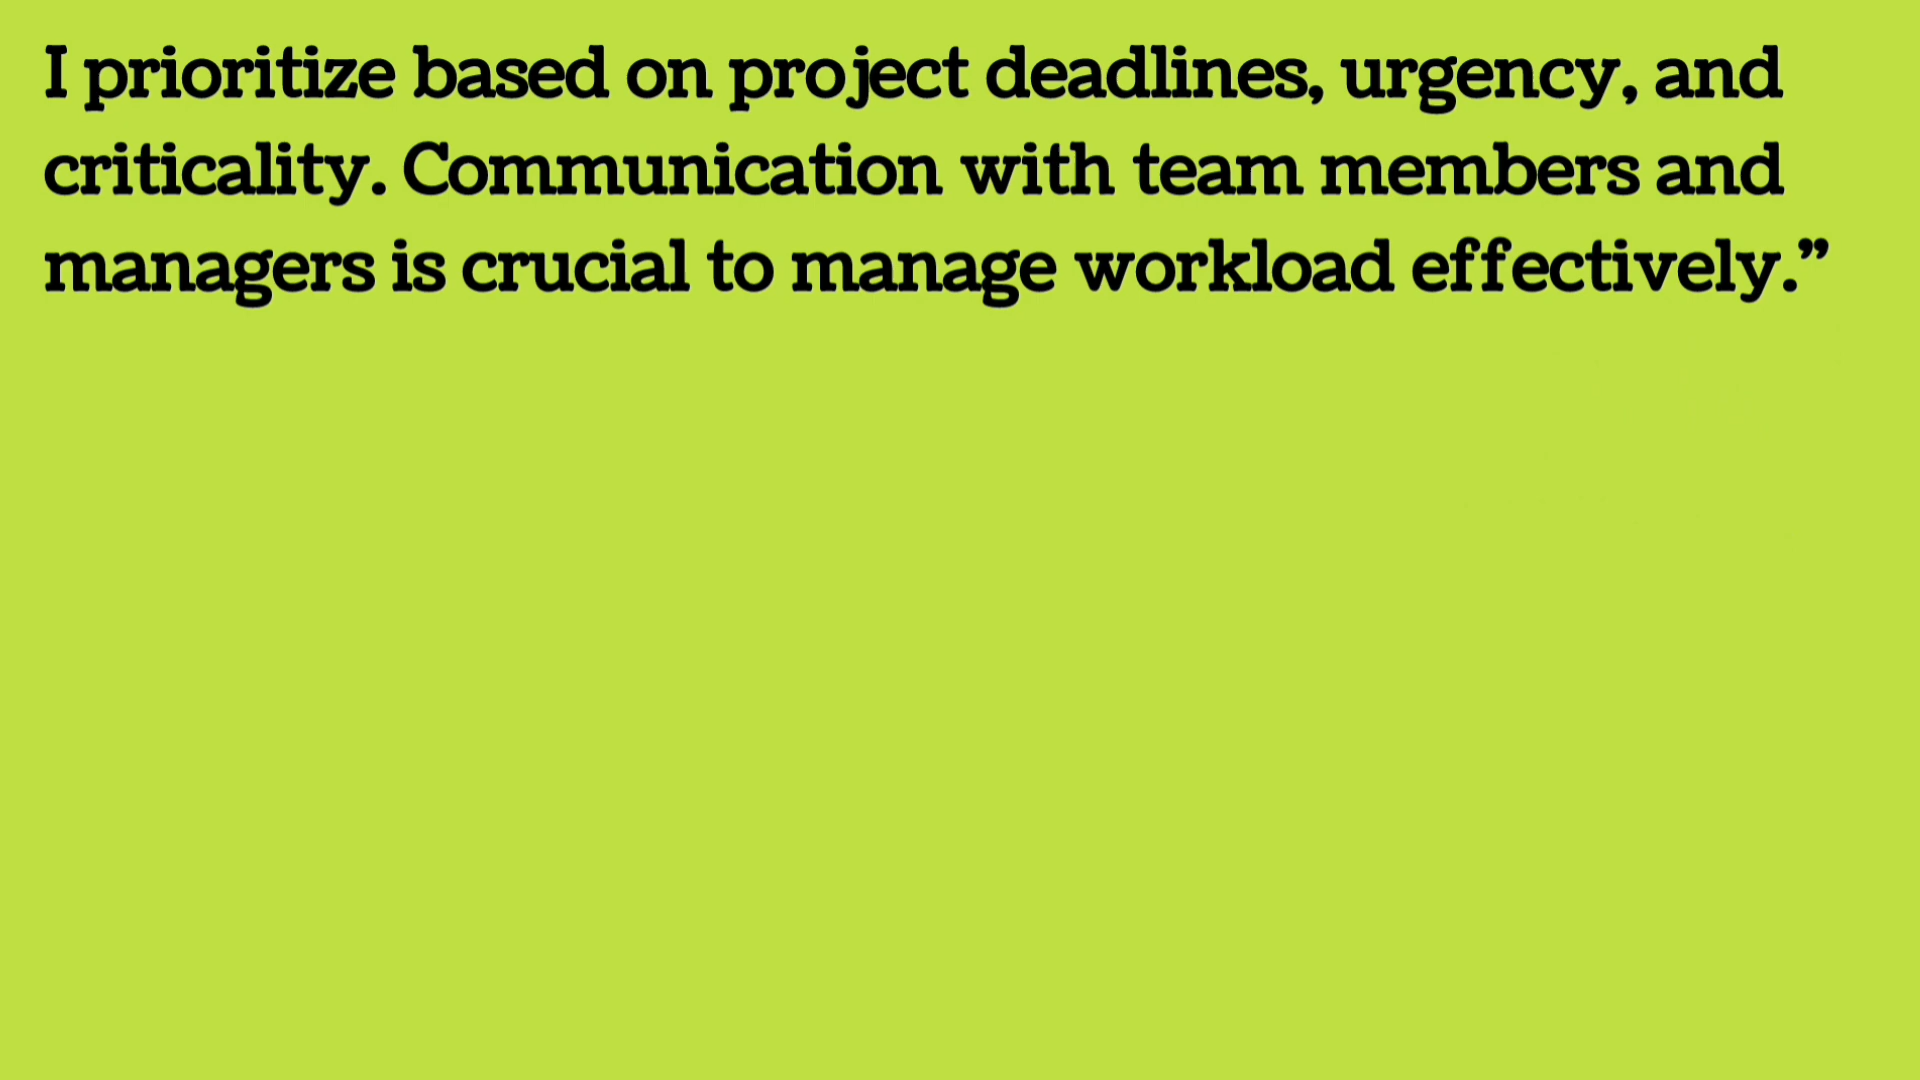 I prioritize based on project deadlines, urgency, and
criticality. Communication with team members and
managers is crucial to manage workload effectively.”